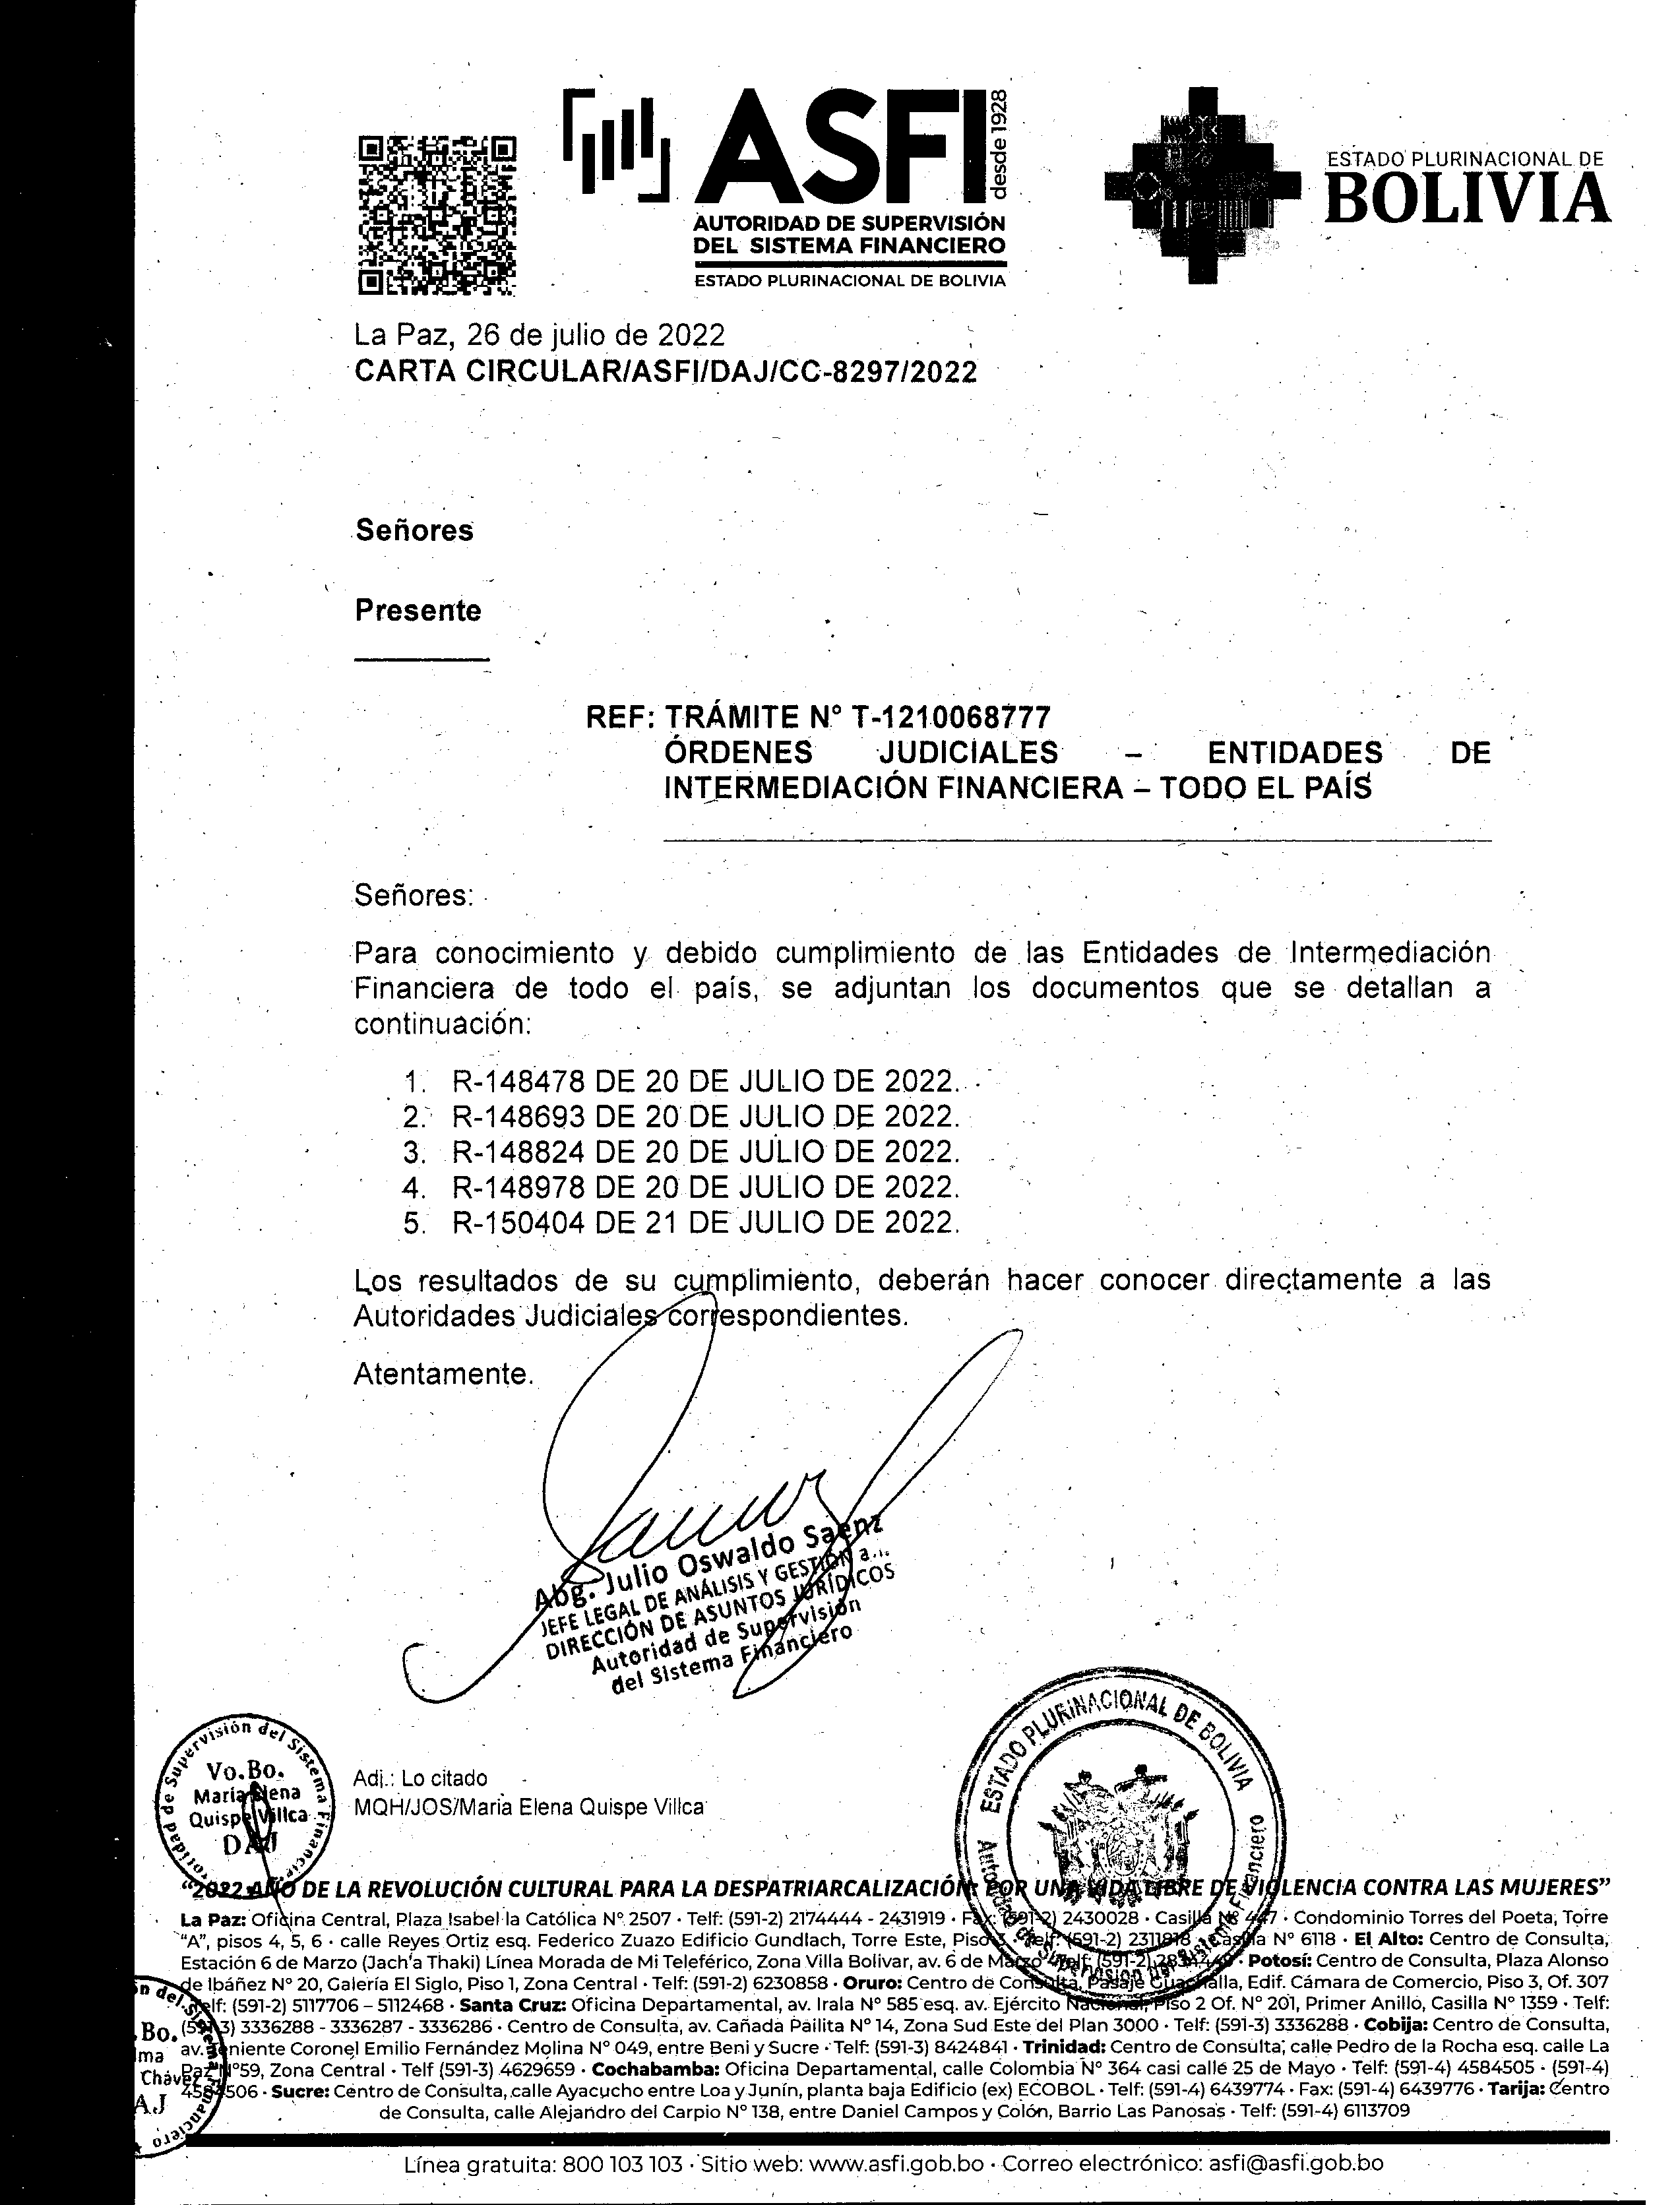 ASFI
desde 1928
AUTORIDAD DE SUPERVISIÓN
DEL SISTEMA FINANCIERO
ESTADO PLURINACIONAL DE BOLIVIA
ESTADO PLURINACIONAL DE
BOLIVIA
La Paz, 26 de julio de 2022
CARTA CIRCULAR/ASFI/DAJ/CC-8297/2022
Señores
Presente
REF: TRÁMITE N° T-1210068777
ÓRDENES JUDICIALES – ENTIDADES DE
INTERMEDIACIÓN FINANCIERA – TODO EL PAÍS
Señores:
Para conocimiento y debido cumplimiento de las Entidades de Intermediación
Financiera de todo el país, se adjuntan los documentos que se detallan a
continuación:
1. R-148478 DE 20 DE JULIO DE 2022.
2. R-148693 DE 20 DE JULIO DE 2022.
3. R-148824 DE 20 DE JULIO DE 2022.
4. R-148978 DE 20 DE JULIO DE 2022.
5. R-150404 DE 21 DE JULIO DE 2022.
Los resultados de su cumplimiento, deberán hacer conocer directamente a las
Autoridades Judiciales correspondientes.
Atentamente.
Abg. Julio Oswaldo Saenz
JEFE LEGAL DE ANÁLISIS Y GESTIÓN a.i.
DIRECCIÓN DE ASUNTOS JURÍDICOS
Autoridad de Supervisión
del Sistema Financiero
ESTADO PLURINACIONAL DE BOLIVIA
Autoridad de Supervisión del Sistema Financiero
Autoridad de Supervisión del Sistema Financiero
Vo.Bo.
María Elena
Quispe Villca
DAJ
Adj.: Lo citado
MQH/JOS/Maria Elena Quispe Villca
"2022 AÑO DE LA REVOLUCIÓN CULTURAL PARA LA DESPATRIARCALIZACIÓN: POR UNA VIDA LIBRE DE VIOLENCIA CONTRA LAS MUJERES"
La Paz: Oficina Central, Plaza Isabel la Católica N° 2507 · Telf: (591-2) 2174444 - 2431919 · Fax: (591-2) 2430028 · Casilla N° 447 · Condominio Torres del Poeta; Torre
"A", pisos 4, 5, 6 · calle Reyes Ortiz esq. Federico Zuazo Edificio Gundlach, Torre Este, Piso 3 · Telf: (591-2) 2311818 · Casilla N° 6118 · El Alto: Centro de Consulta,
Estación 6 de Marzo (Jach'a Thaki) Línea Morada de Mi Teleférico, Zona Villa Bolivar, av. 6 de Marzo · Telf: (591-2) · Potosí: Centro de Consulta, Plaza Alonso
de Ibáñez N° 20, Galería El Siglo, Piso 1, Zona Central · Telf: (591-2) 6230858 · Oruro: Centro de Consulta, Pasaje Guachalla, Edif. Cámara de Comercio, Piso 3, Of. 307
Telf: (591-2) 5117706 – 5112468 · Santa Cruz: Oficina Departamental, av. Irala N° 585 esq. av. Ejército Nacional, Piso 2 Of. N° 201, Primer Anillo, Casilla N° 1359 · Telf:
(591-3) 3336288 - 3336287 - 3336286 · Centro de Consulta, av. Cañada Pailita N° 14, Zona Sud Este del Plan 3000 · Telf: (591-3) 3336288 · Cobija: Centro de Consulta,
av. Teniente Coronel Emilio Fernández Molina N° 049, entre Beni y Sucre · Telf: (591-3) 8424841 · Trinidad: Centro de Consulta; calle Pedro de la Rocha esq. calle La
Paz N°59, Zona Central · Telf (591-3) 4629659 · Cochabamba: Oficina Departamental, calle Colombia N° 364 casi calle 25 de Mayo · Telf: (591-4) 4584505 · (591-4)
4584506 · Sucre: Centro de Consulta, calle Ayacucho entre Loa y Junín, planta baja Edificio (ex) ECOBOL · Telf: (591-4) 6439774 · Fax: (591-4) 6439776 · Tarija: Centro
de Consulta, calle Alejandro del Carpio N° 138, entre Daniel Campos y Colón, Barrio Las Panosas · Telf: (591-4) 6113709
Línea gratuita: 800 103 103 · Sitio web: www.asfi.gob.bo · Correo electrónico: asfi@asfi.gob.bo